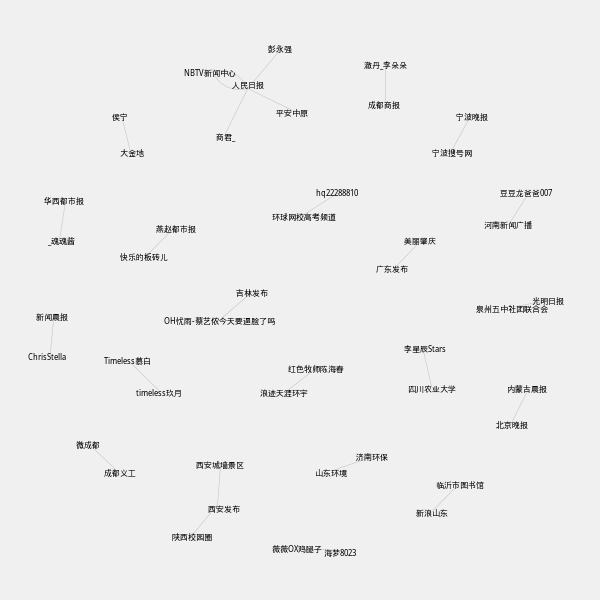 彭永强
激丹_李朵朵
NBTV新闻中心
人民日报
成都商报
平安中原
侯宁
宁波晚报
商君_
大金地
宁波搜号网
hq22288810
豆豆龙爸爸007
华西都市报
环球网校高考频道
河南新闻广播
燕赵都市报
_瑰瑰酱
美丽肇庆
快乐的板砖儿
广东发布
吉林发布
光明日报
泉州五中社团联合会
新闻晨报
OH忧雨-蔡艺侬今天要逼脸了吗
李星辰Stars
ChrisStella
Timeless暮白
红色牧师陈海春
timeless玖月
浪迹天涯环宇
四川农业大学
内蒙古晨报
北京晚报
微成都
济南环保
西安城墙景区
成都义工
山东环境
临沂市图书馆
西安发布
新浪山东
陕西校园圈
薇薇OX鸡腿子
海梦8023